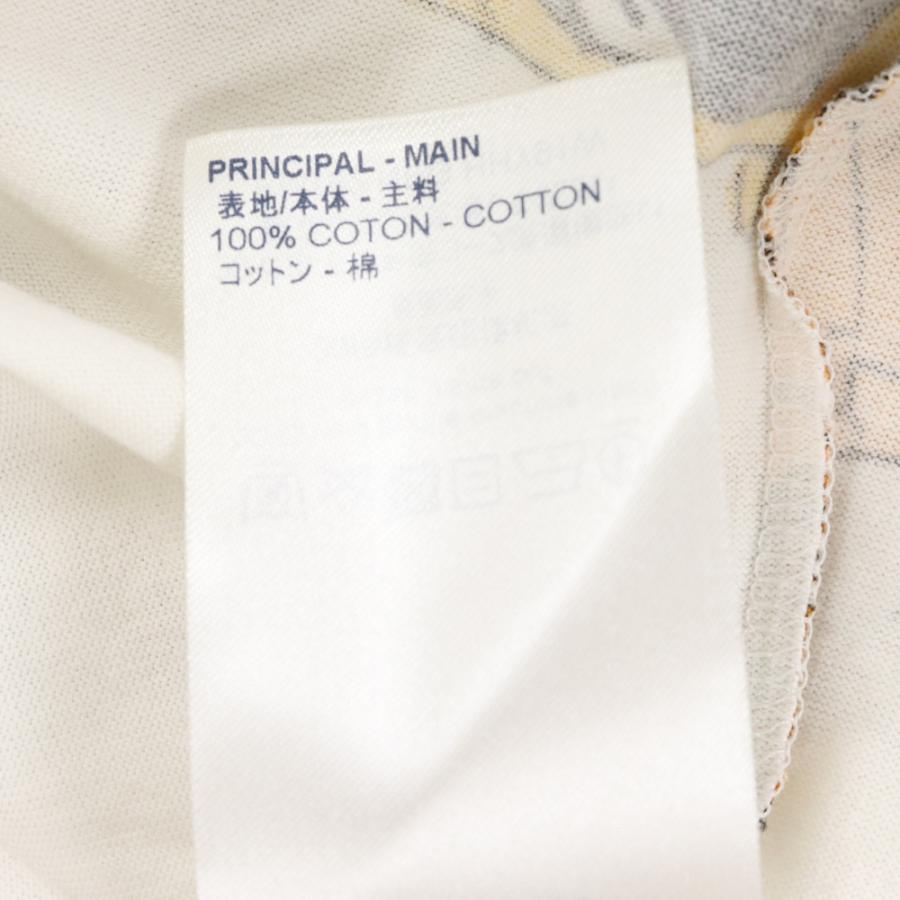 PRINCIPAL - MAIN
表地/本体 - 主料
100% COTON - COTTON
コットン - 棉